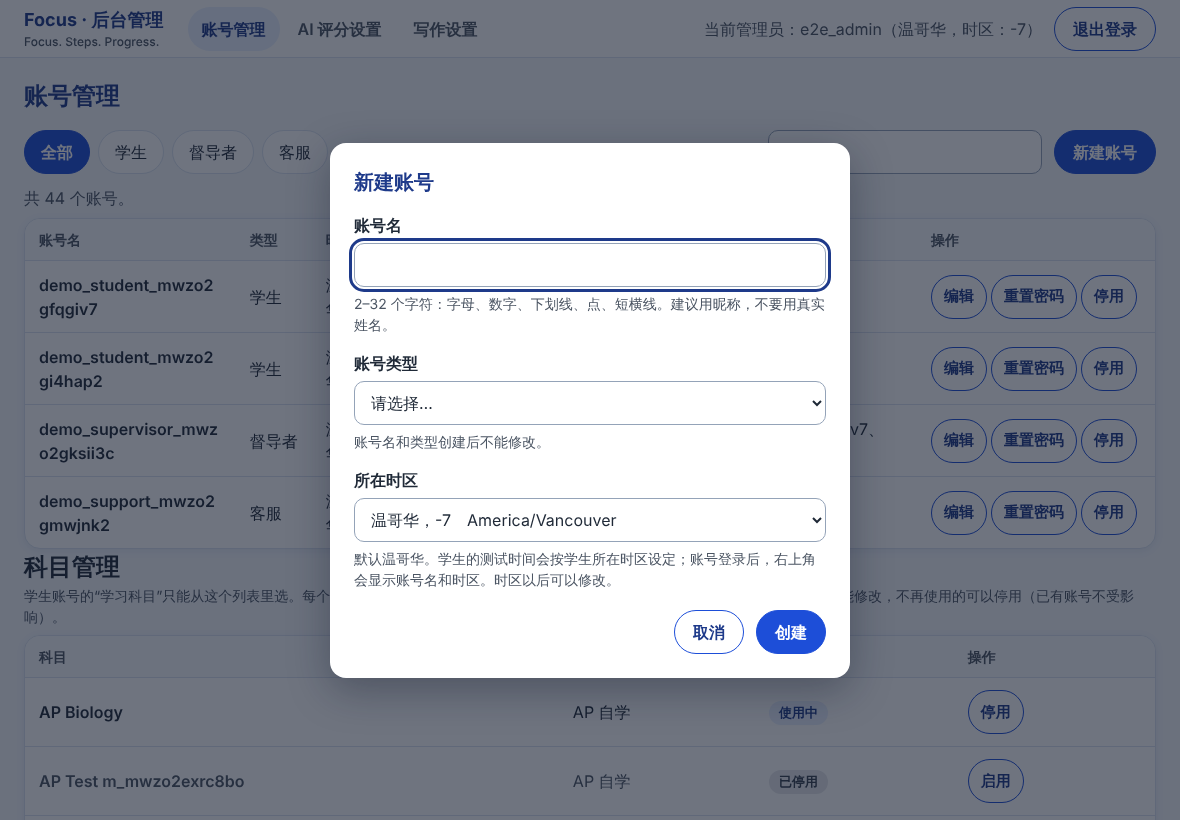 Focus · 后台管理
Focus. Steps. Progress.
账号管理
AI 评分设置
写作设置
当前管理员：e2e_admin（温哥华，时区：-7）
退出登录
账号管理
全部
学生
督导者
客服
新建账号
共 44 个账号。
账号名
类型
操作
demo_student_mwzo2
gfqgiv7
学生
编辑
重置密码
停用
demo_student_mwzo2
gi4hap2
学生
编辑
重置密码
停用
demo_supervisor_mwz
o2gksii3c
督导者
v7、
编辑
重置密码
停用
demo_support_mwzo2
gmwjnk2
客服
编辑
重置密码
停用
新建账号
账号名
2–32 个字符：字母、数字、下划线、点、短横线。建议用昵称，不要用真实
姓名。
账号类型
请选择…
账号名和类型创建后不能修改。
所在时区
温哥华，-7 America/Vancouver
默认温哥华。学生的测试时间会按学生所在时区设定；账号登录后，右上角
会显示账号名和时区。时区以后可以修改。
取消
创建
科目管理
学生账号的“学习科目”只能从这个列表里选。每个
能修改，不再使用的可以停用（已有账号不受影
响）。
科目
操作
AP Biology
AP 自学
使用中
停用
AP Test m_mwzo2exrc8bo
AP 自学
已停用
启用